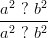 a² ? b²
a² ? b²